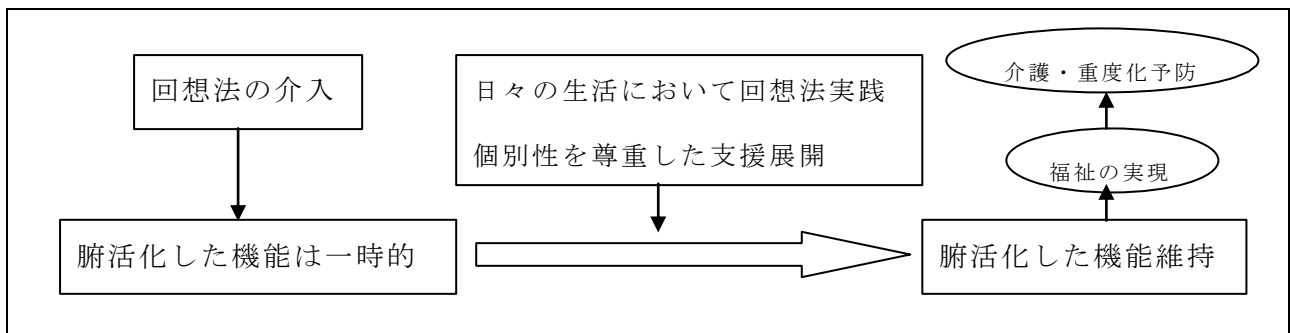 回想法の介入
日々の生活において回想法実践
個別性を尊重した支援展開
介護・重度化予防
福祉の実現
腑活化した機能は一時的
腑活化した機能維持